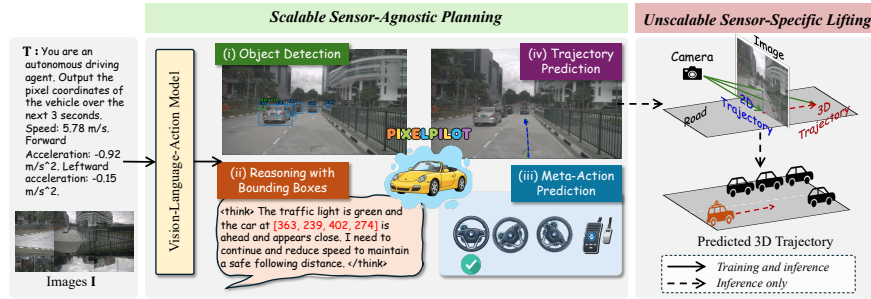 Scalable Sensor-Agnostic Planning
Unscalable Sensor-Specific Lifting
T : You are an
autonomous driving
agent. Output the
pixel coordinates of
the vehicle over the
next 3 seconds.
Speed: 5.78 m/s.
Forward
Acceleration: -0.92
m/s^2. Leftward
acceleration: -0.15
m/s^2.
Images I
Vision-Language-Action Model
(i) Object Detection
(iv) Trajectory
Prediction
PIXELPILOT
(ii) Reasoning with
Bounding Boxes
<think> The traffic light is green and
the car at [363, 239, 402, 274] is
ahead and appears close. I need to
continue and reduce speed to maintain
a safe following distance. </think>
(iii) Meta-Action
Prediction
Camera
Image
Road
2D
Trajectory
3D
Trajectory
Predicted 3D Trajectory
Training and inference
Inference only